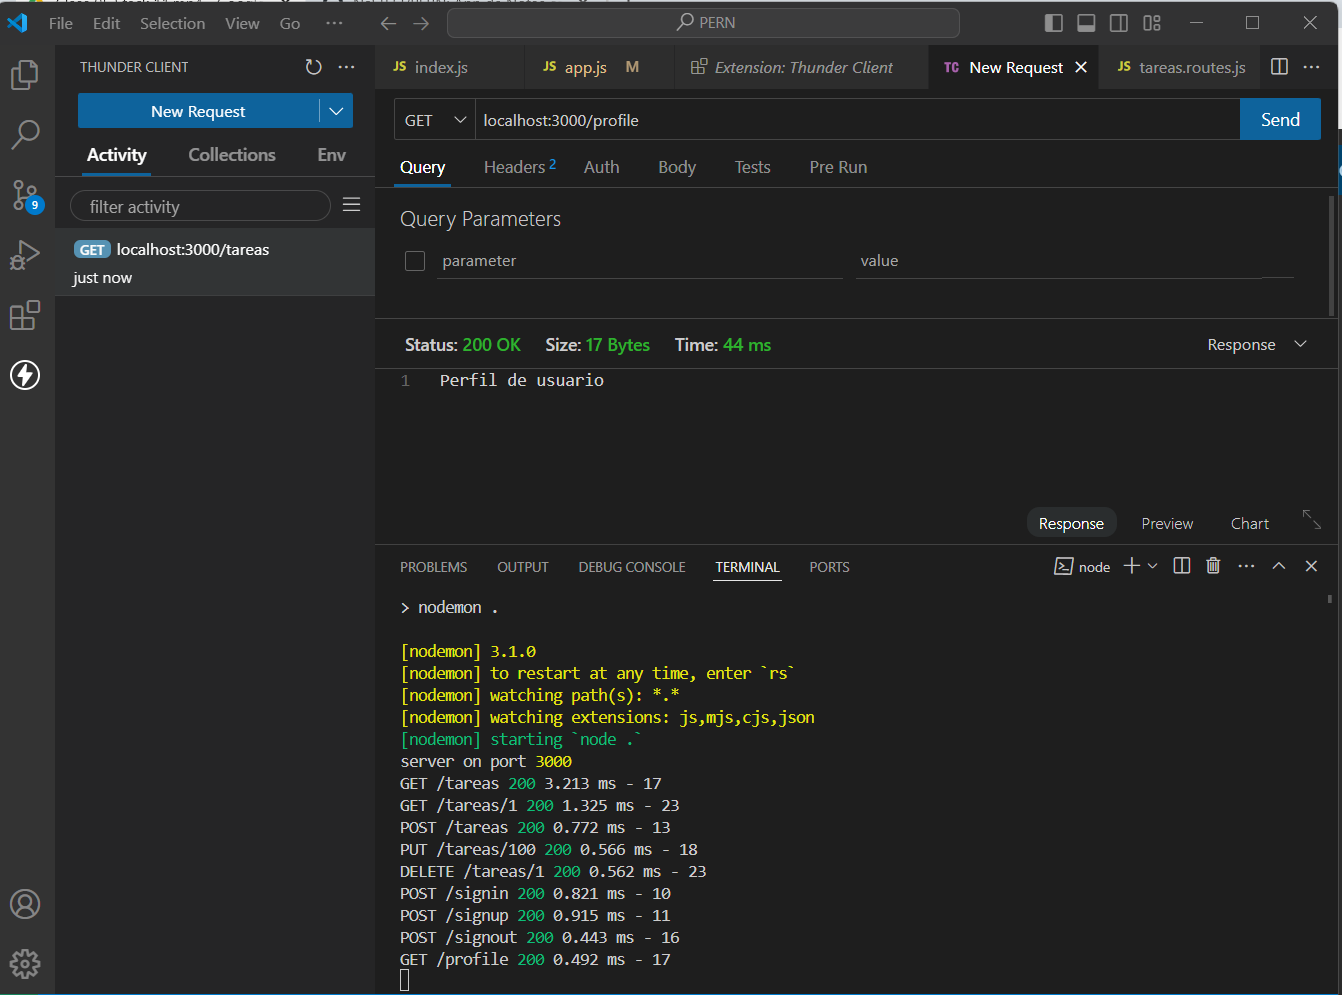 File Edit Selection View Go ··· PERN
THUNDER CLIENT
New Request
Activity Collections Env
filter activity
GET localhost:3000/tareas
just now
9
JS index.js
JS app.js M
Extension: Thunder Client
TC New Request
JS tareas.routes.js
GET localhost:3000/profile Send
Query Headers 2 Auth Body Tests Pre Run
Query Parameters
parameter value
Status: 200 OK Size: 17 Bytes Time: 44 ms Response
1 Perfil de usuario
Response Preview Chart
PROBLEMS OUTPUT DEBUG CONSOLE TERMINAL PORTS node
> nodemon .
[nodemon] 3.1.0
[nodemon] to restart at any time, enter `rs`
[nodemon] watching path(s): *.*
[nodemon] watching extensions: js,mjs,cjs,json
[nodemon] starting `node .`
server on port 3000
GET /tareas 200 3.213 ms - 17
GET /tareas/1 200 1.325 ms - 23
POST /tareas 200 0.772 ms - 13
PUT /tareas/100 200 0.566 ms - 18
DELETE /tareas/1 200 0.562 ms - 23
POST /signin 200 0.821 ms - 10
POST /signup 200 0.915 ms - 11
POST /signout 200 0.443 ms - 16
GET /profile 200 0.492 ms - 17